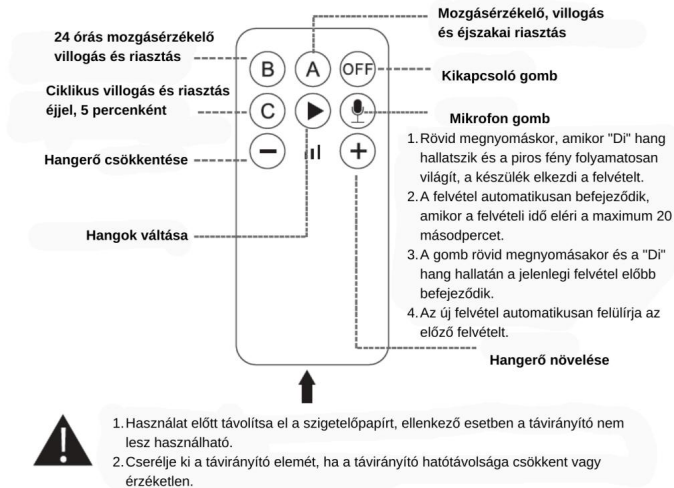 Mozgásérzékelő, villogás
és éjszakai riasztás
24 órás mozgásérzékelő
villogás és riasztás
B
A
OFF
Kikapcsoló gomb
Ciklikus villogás és riasztás
éjjel, 5 percenként
C
Mikrofon gomb
1. Rövid megnyomáskor, amikor "Di" hang
hallatszik és a piros fény folyamatosan
világít, a készülék elkezdi a felvételt.
2. A felvétel automatikusan befejeződik,
amikor a felvételi idő eléri a maximum 20
másodpercet.
3. A gomb rövid megnyomásakor és a "Di"
hang hallatán a jelenlegi felvétel előbb
befejeződik.
4. Az új felvétel automatikusan felülírja az
előző felvételt.
Hangerő csökkentése
−
+
Hangok váltása
Hangerő növelése
1. Használat előtt távolítsa el a szigetelőpapírt, ellenkező esetben a távirányító nem
lesz használható.
2. Cserélje ki a távirányító elemét, ha a távirányító hatótávolsága csökkent vagy
érzéketlen.